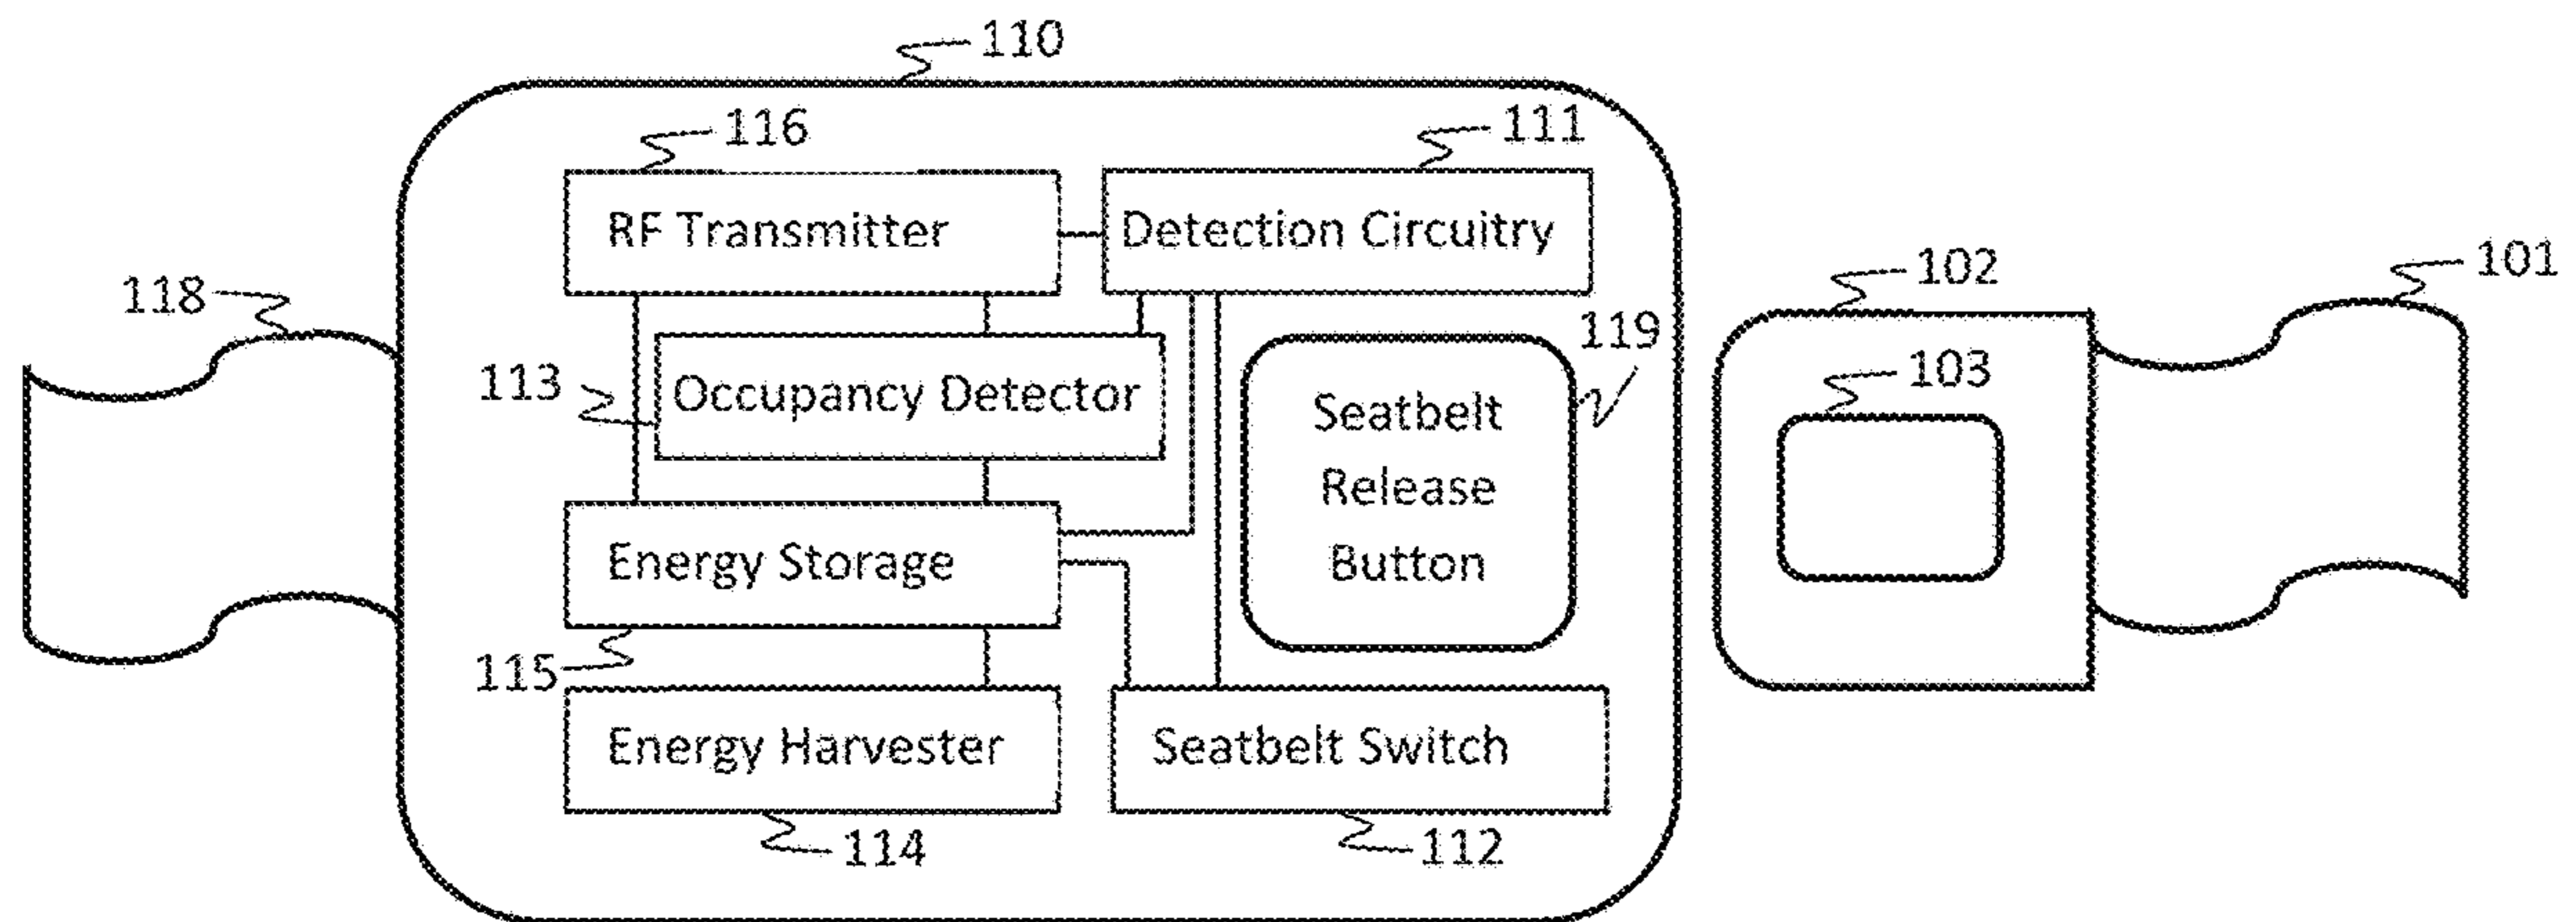 110
116
111
RF Transmitter
Detection Circuitry
118
102
101
119
113
Occupancy Detector
103
Seatbelt
Release
Button
Energy Storage
115
Energy Harvester
Seatbelt Switch
114
112